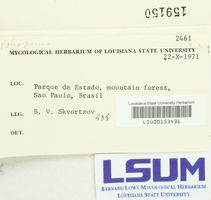 159150
2461
MYCOLOGICAL HERBARIUM OF LOUISIANA STATE UNIVERSITY
22-X-1971
LOC. Parque do Estado, mountain forest,
Sao Paulo, Brasil
Louisiana State University Herbarium
LEG. B. V. Skvortzov 535
LSU00153434
DET.
LSUM
BERNARD LOWY MYCOLOGICAL HERBARIUM
LOUISIANA STATE UNIVERSITY